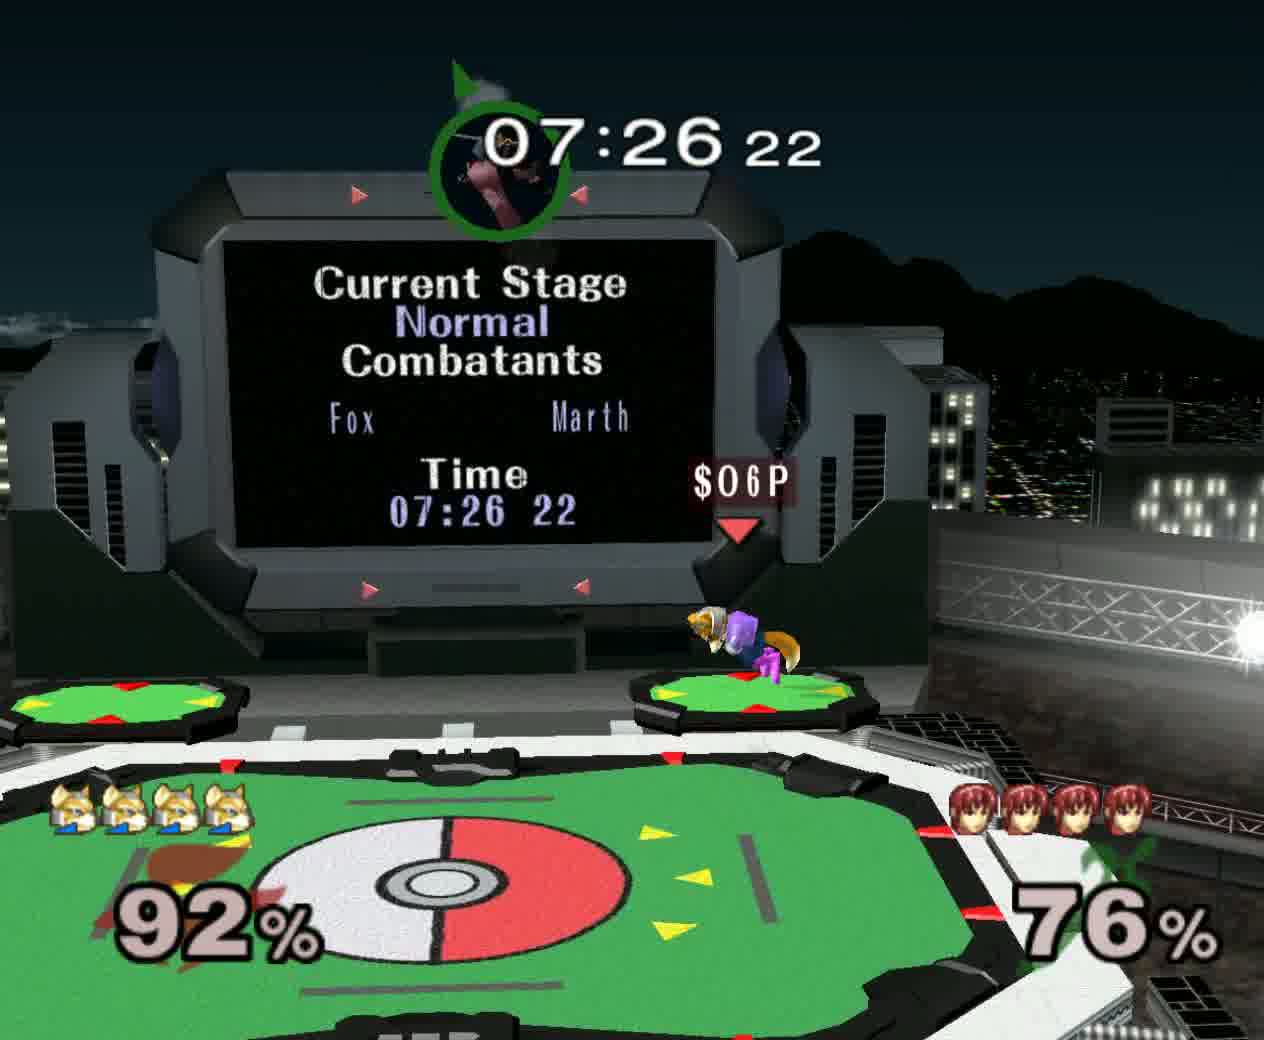 07:26 22
Current Stage
Normal
Combatants
Fox Marth
Time
07:26 22
$06P
92%
76%